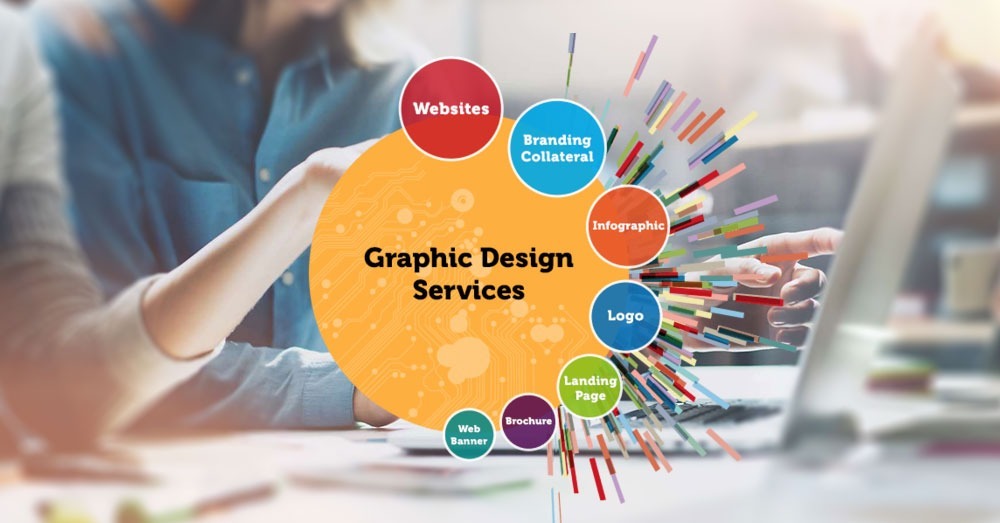 Websites
Branding
Collateral
Infographic
Graphic Design
Services
Logo
Landing
Page
Brochure
Web
Banner